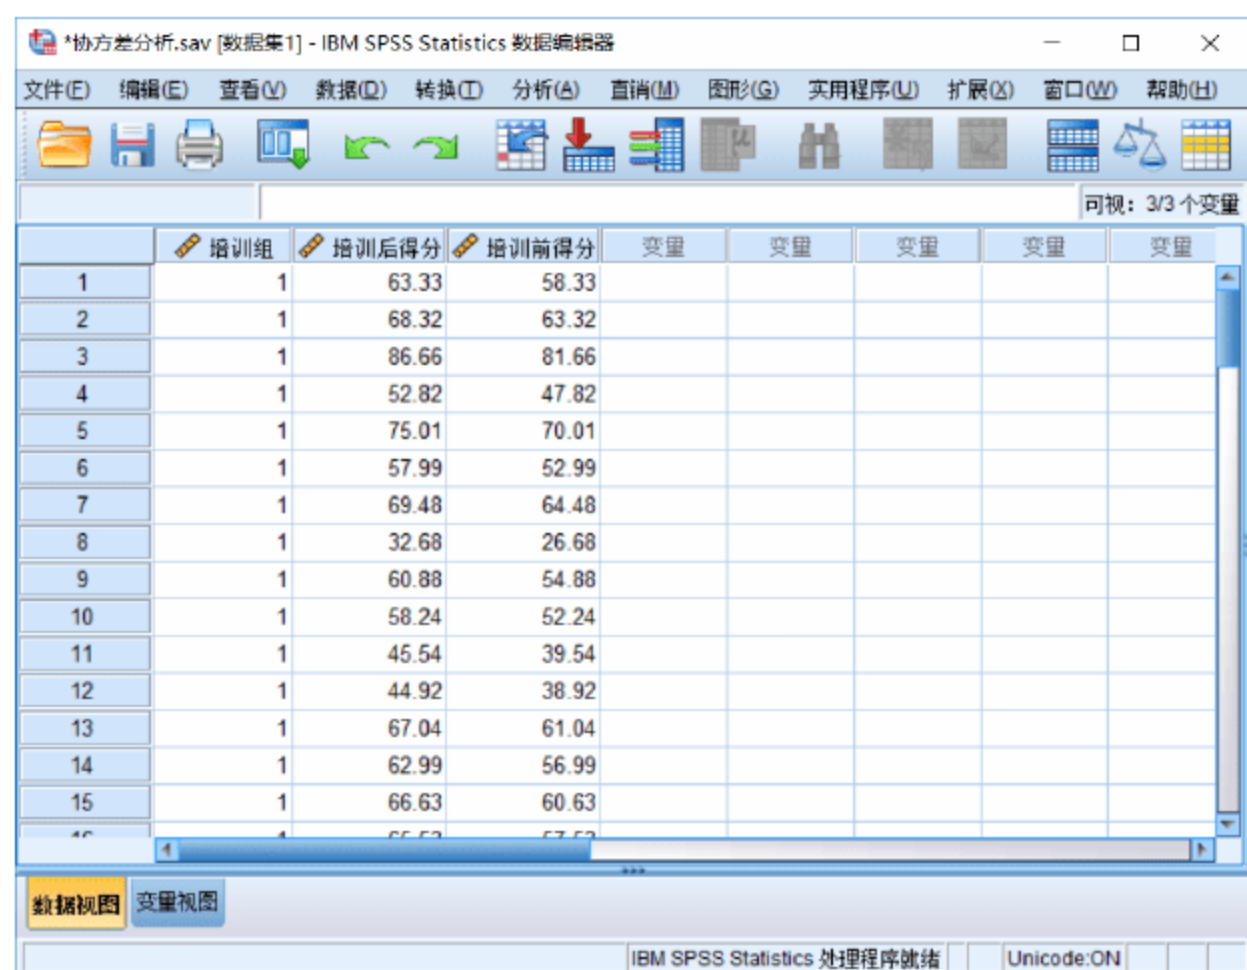 *协方差分析.sav [数据集1] - IBM SPSS Statistics 数据编辑器
文件(F) 编辑(E) 查看(V) 数据(D) 转换(T) 分析(A) 直销(M) 图形(G) 实用程序(U) 扩展(X) 窗口(W) 帮助(H)
可视: 3/3 个变量
培训组 培训后得分 培训前得分 变量 变量 变量 变量 变量
1 1 63.33 58.33
2 1 68.32 63.32
3 1 86.66 81.66
4 1 52.82 47.82
5 1 75.01 70.01
6 1 57.99 52.99
7 1 69.48 64.48
8 1 32.68 26.68
9 1 60.88 54.88
10 1 58.24 52.24
11 1 45.54 39.54
12 1 44.92 38.92
13 1 67.04 61.04
14 1 62.99 56.99
15 1 66.63 60.63
数据视图 变量视图
IBM SPSS Statistics 处理程序就绪 Unicode:ON